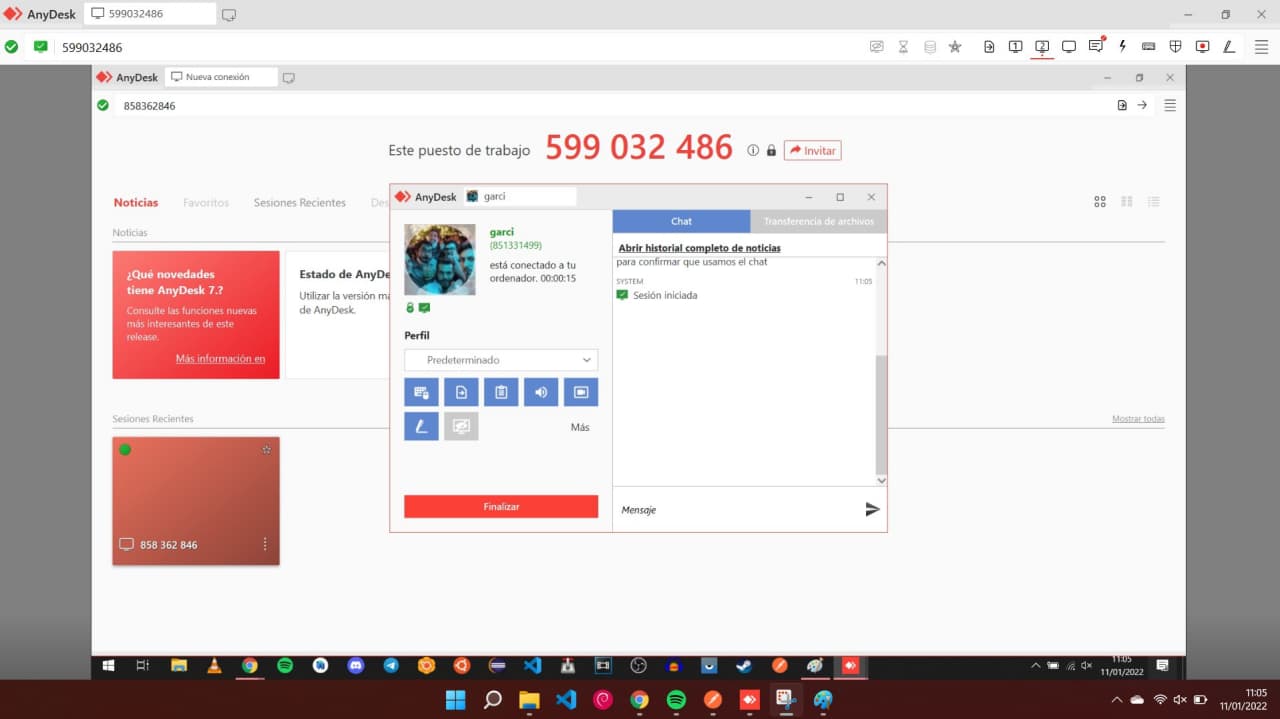 AnyDesk
599032486
599032486
1
2
AnyDesk
Nueva conexión
858362846
Este puesto de trabajo
599 032 486
Invitar
Noticias
Favoritos
Sesiones Recientes
Des
Noticias
¿Qué novedades
tiene AnyDesk 7.?
Consulte las funciones nuevas
más interesantes de este
release.
Más información en
Estado de AnyDe
Utilizar la versión ma
de AnyDesk.
AnyDesk
garci
garci
(851331499)
está conectado a tu
ordenador. 00:00:15
Perfil
Predeterminado
Más
Finalizar
Chat
Transferencia de archivos
Abrir historial completo de noticias
para confirmar que usamos el chat
SYSTEM
11:05
Sesión iniciada
Mensaje
Sesiones Recientes
Mostrar todas
858 362 846
11:05
11/01/2022
11:05
11/01/2022